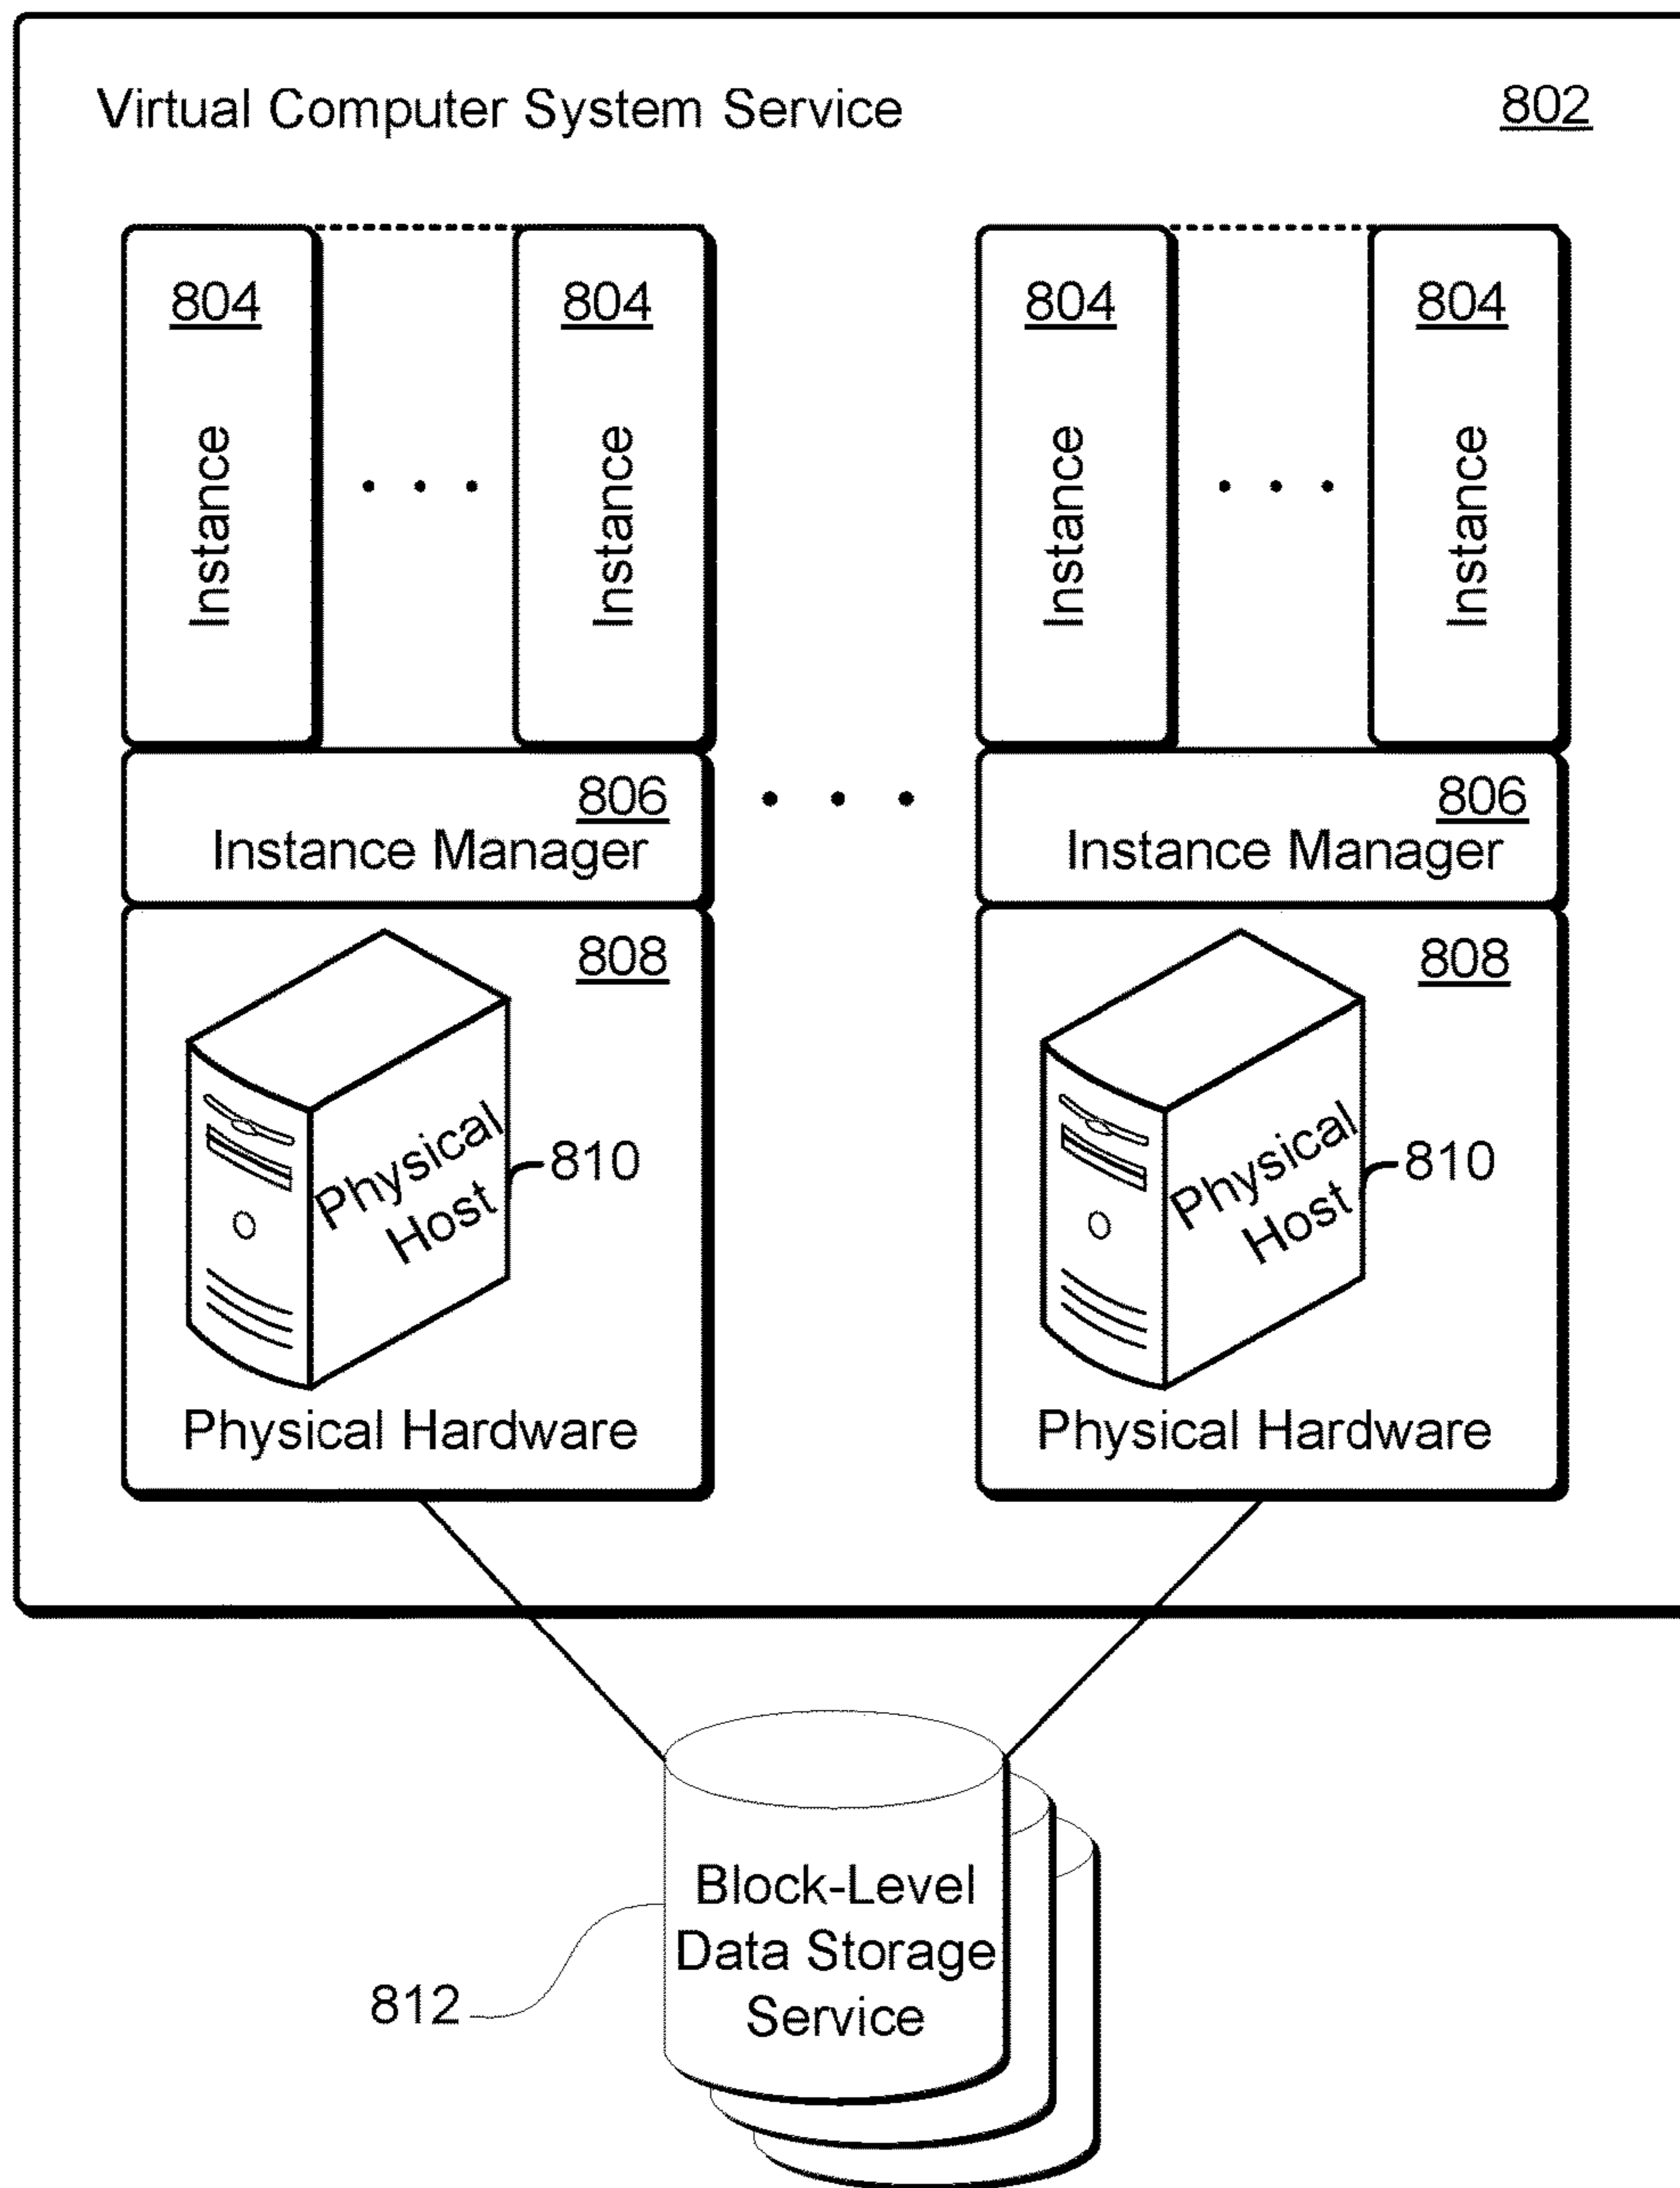 Virtual Computer System Service 802
804 804 804 804
Instance Instance Instance Instance
. . . . . .
806 . . . 806
Instance Manager Instance Manager
808 808
Physical Physical
Host 810 Host 810
Physical Hardware Physical Hardware
Block-Level
Data Storage
812 Service